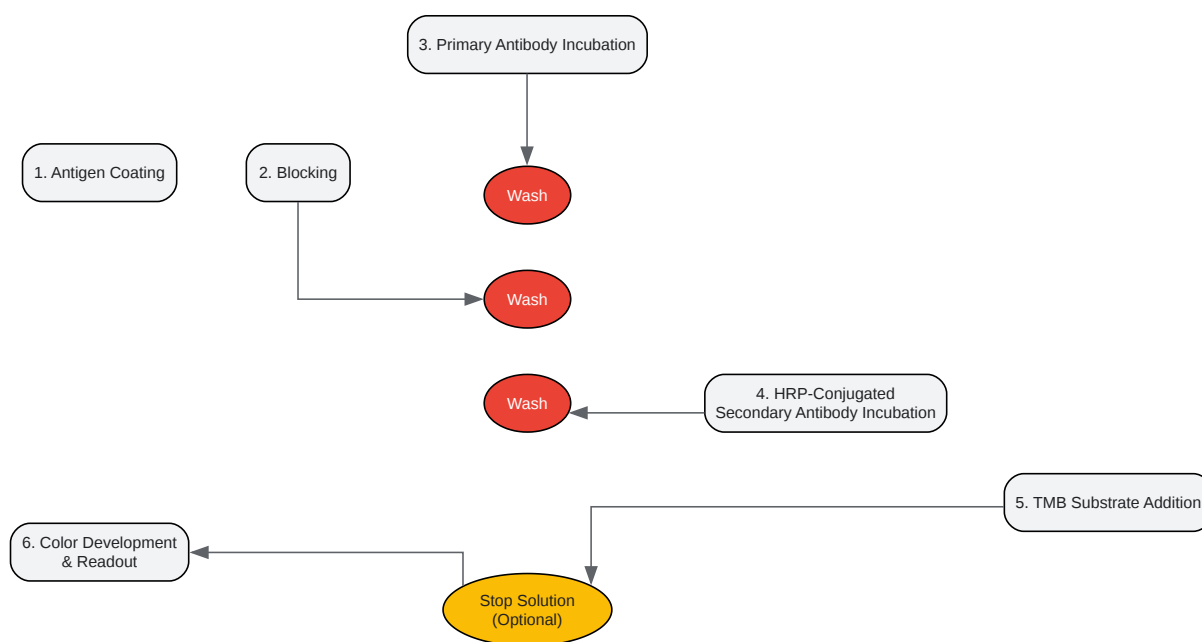 3. Primary Antibody Incubation
1. Antigen Coating
2. Blocking
Wash
Wash
Wash
4. HRP-Conjugated
Secondary Antibody Incubation
5. TMB Substrate Addition
6. Color Development
& Readout
Stop Solution
(Optional)